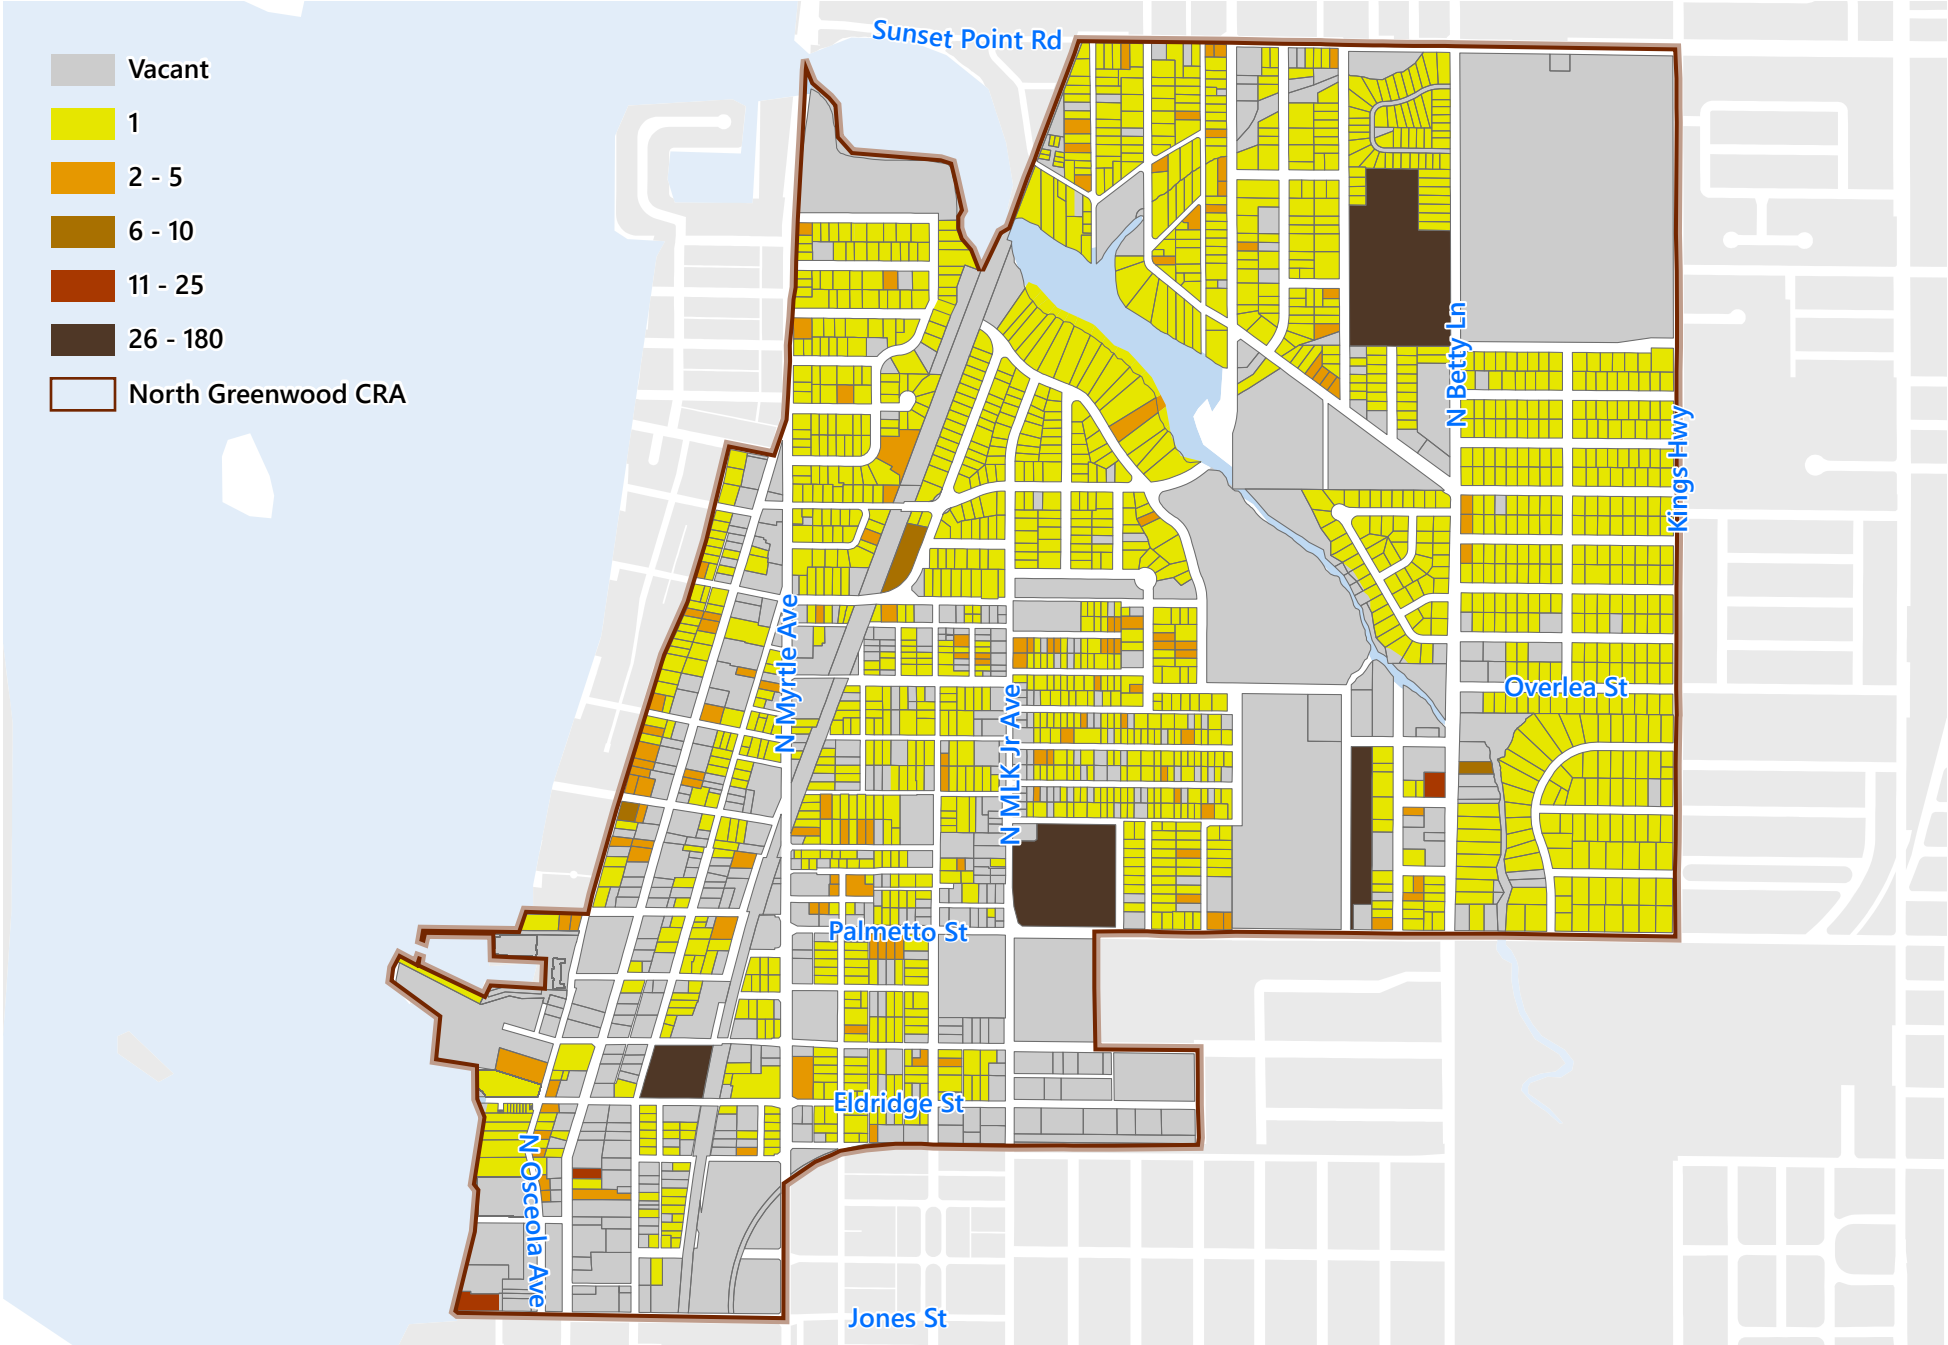 Sunset Point Rd
Vacant
1
2 - 5
6 - 10
11 - 25
26 - 180
North Greenwood CRA
N Betty Ln
Kings Hwy
N Myrtle Ave
Overlea St
N MLK Jr Ave
Palmetto St
Eldridge St
N Osceola Ave
Jones St